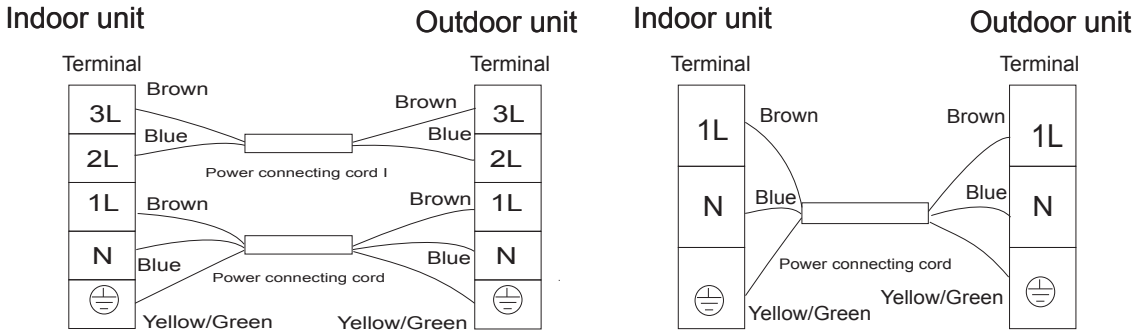 Indoor unit
Outdoor unit
Terminal
Terminal
Brown
Brown
3L
3L
Blue
Blue
2L
2L
Power connecting cord I
1L
Brown
Brown
1L
N
Blue
Blue
N
Power connecting cord
Yellow/Green
Yellow/Green
Indoor unit
Outdoor unit
Terminal
Terminal
Brown
Brown
1L
1L
Blue
Blue
N
N
Power connecting cord
Yellow/Green
Yellow/Green